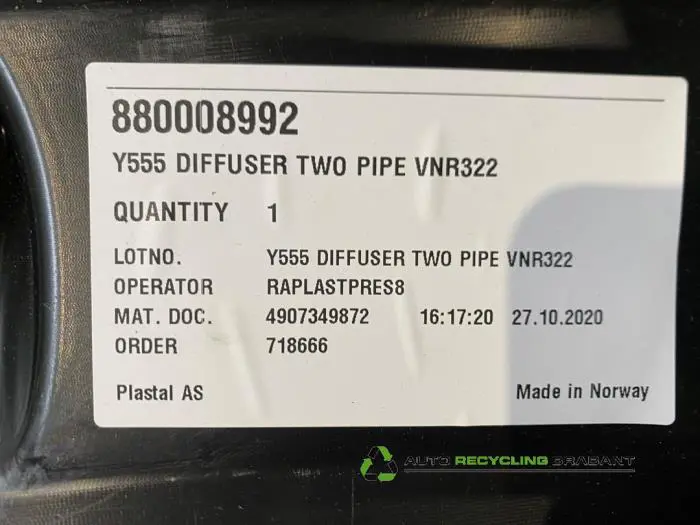 880008992
Y555 DIFFUSER TWO PIPE VNR322
QUANTITY 1
LOTNO. Y555 DIFFUSER TWO PIPE VNR322
OPERATOR RAPLASTPRES8
MAT. DOC. 4907349872 16:17:20 27.10.2020
ORDER 718666
Plastal AS Made in Norway
AUTO RECYCLING BRABANT